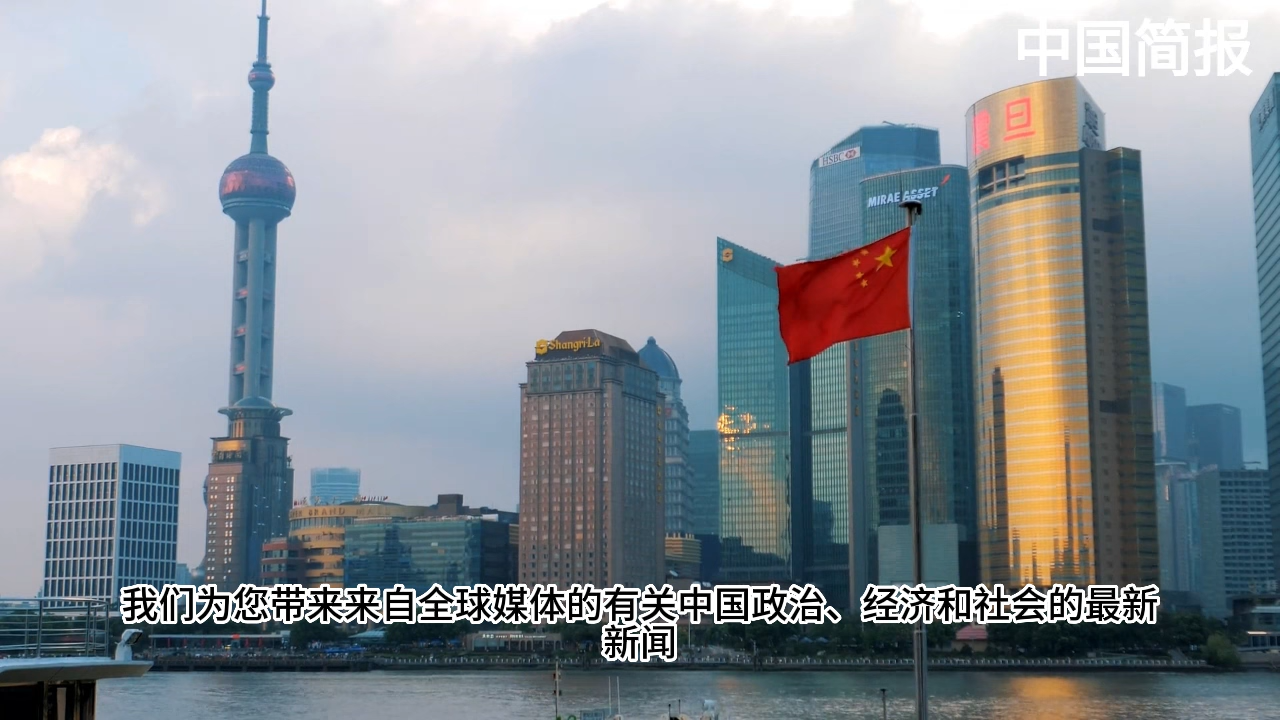 中国简报
旦
HSBC
MIRAE ASSET
Shangri-La
我们为您带来来自全球媒体的有关中国政治、经济和社会的最新
新闻